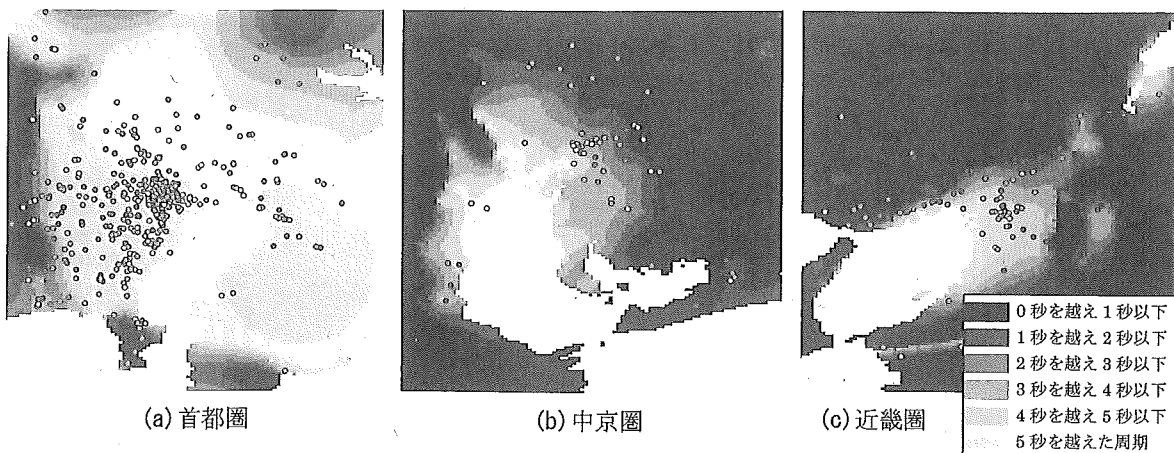 0秒を越え1秒以下
1秒を越え2秒以下
2秒を越え3秒以下
3秒を越え4秒以下
4秒を越え5秒以下
5秒を越えた周期
(a) 首都圏
(b) 中京圏
(c) 近畿圏